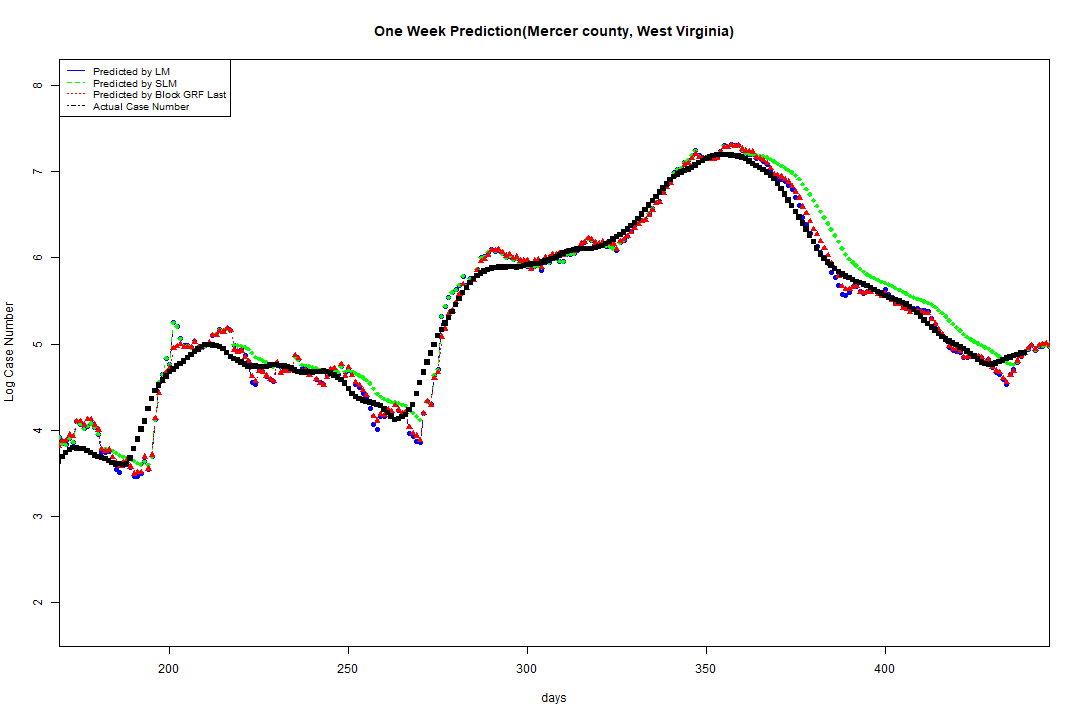 One Week Prediction(Mercer county, West Virginia)
Predicted by LM
Predicted by SLM
Predicted by Block GRF Last
Actual Case Number
Log Case Number
8
7
6
5
4
3
2
200 250 300 350 400
days